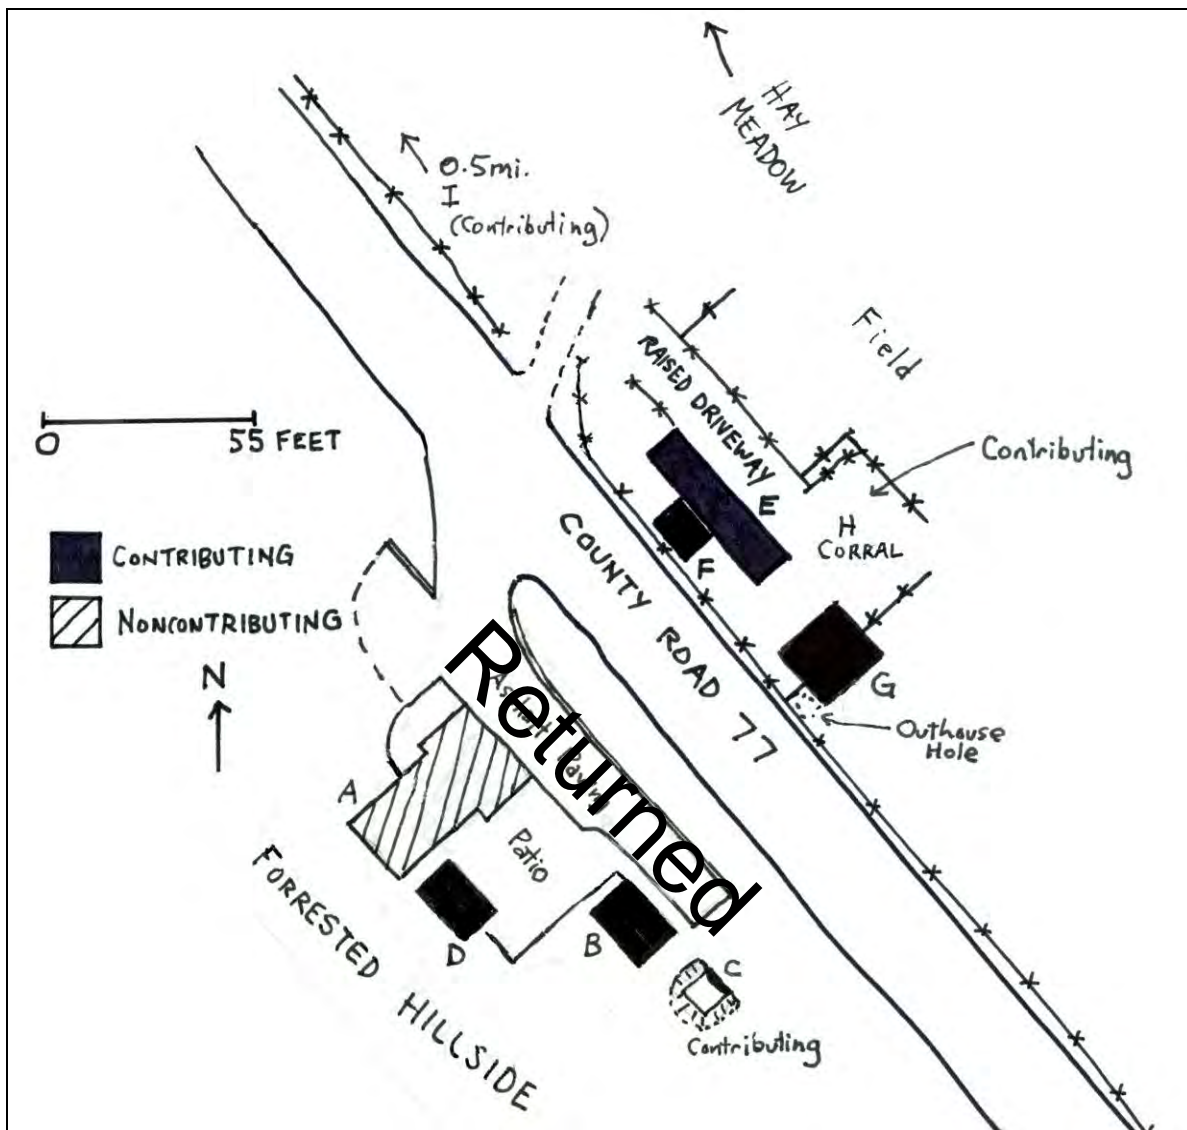 HAY
MEADOW
0.5mi.
I
(Contributing)
Field
RAISED DRIVEWAY
0
55 FEET
Contributing
E
H
CORRAL
COUNTY ROAD 77
F
CONTRIBUTING
NONCONTRIBUTING
N
G
Outhouse
Hole
Returned
Asphalt
A
Patio
FORRESTED HILLSIDE
D
B
C
Contributing